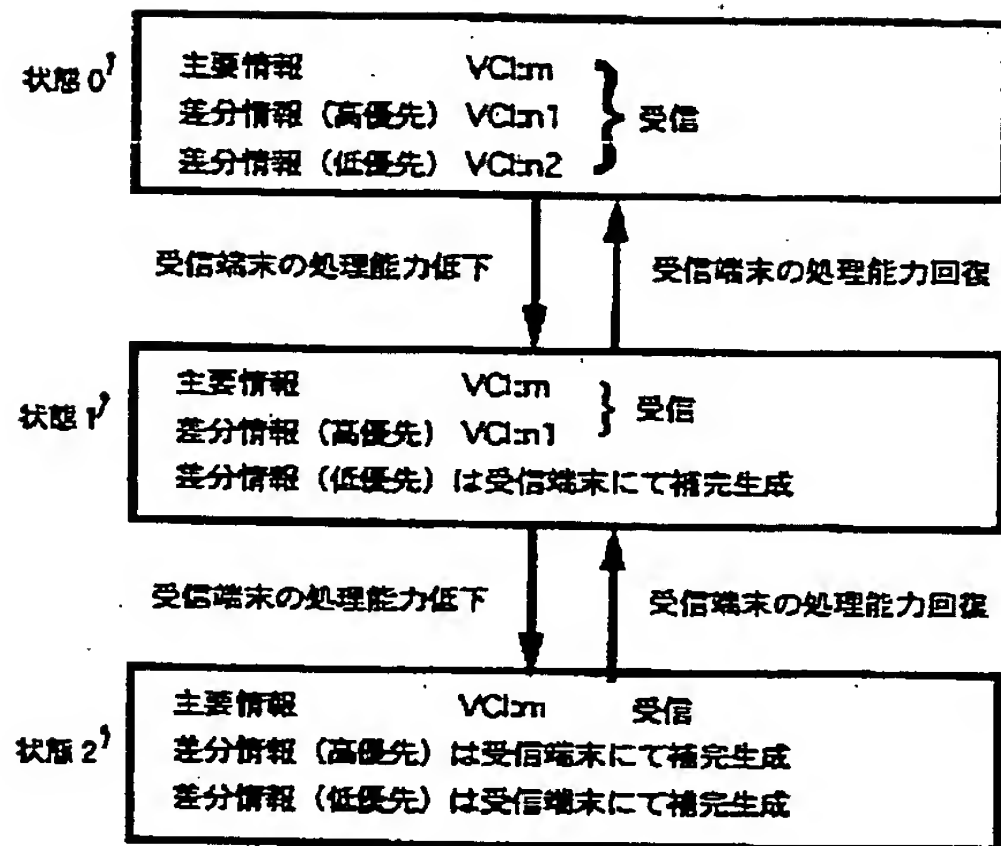 状態0'
主要情報 VCI:m
差分情報（高優先） VCI:n1
差分情報（低優先） VCI:n2
受信
受信端末の処理能力低下
受信端末の処理能力回復
状態1'
主要情報 VCI:m
差分情報（高優先） VCI:n1
受信
差分情報（低優先）は受信端末にて補完生成
受信端末の処理能力低下
受信端末の処理能力回復
状態2'
主要情報 VCI:m 受信
差分情報（高優先）は受信端末にて補完生成
差分情報（低優先）は受信端末にて補完生成